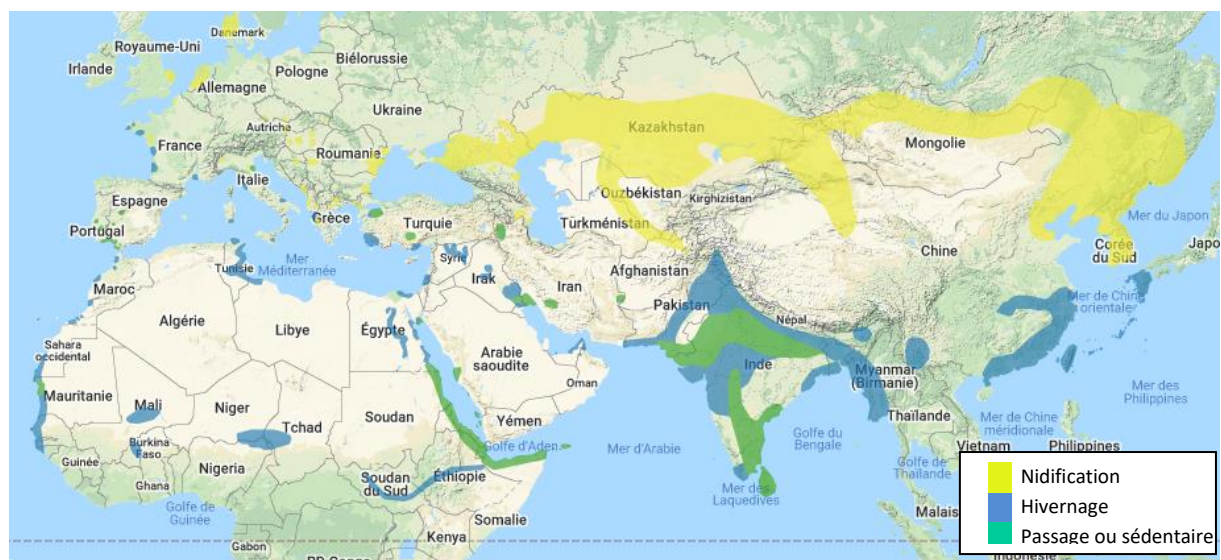 Danemark
Royaume-Uni
Irlande
Pologne
Biélorussie
Allemagne
Ukraine
Autriche
France
Kazakhstan
Mongolie
Roumanie
Italie
Ouzbékistan
Kirghizistan
Espagne
Grèce
Turquie
Türkménistan
Mer du Japon
Portugal
Chine
Corée
du Sud
Japo
Syrie
Mer
Méditerranée
Tunisie
Afghanistan
Irak
Iran
Maroc
Pakistan
Mer de Chine
orientale
Népal
Algérie
Libye
Égypte
Sahara
occidental
Arabie
saoudite
Inde
Oman
Myanmar
(Birmanie)
Mauritanie
Mer des
Philippines
Mali
Niger
Soudan
Yémen
Thaïlande
Mer de Chine
méridionale
Tchad
Golfe d'Aden
Mer d'Arabie
Golfe du
Bengale
Burkina
Faso
Vietnam
Philippines
Guinée
Nigeria
Soudan
du Sud
Éthiopie
Golfe de
Thaïlande
Ghana
Mer des
Laquedives
Nidification
Golfe de
Guinée
Somalie
Malais
Hivernage
Kenya
Gabon
Passage ou sédentaire